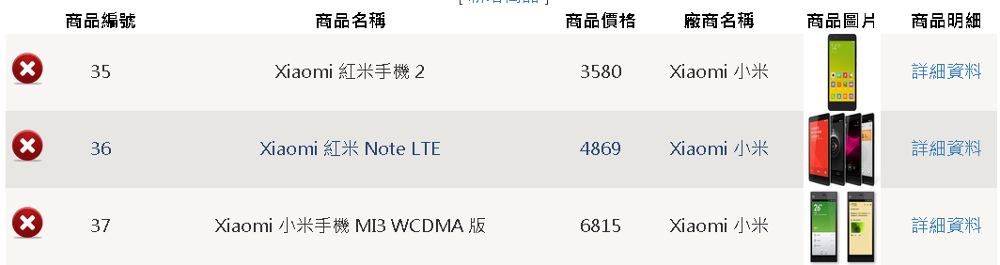 商品編號 商品名稱 商品價格 廠商名稱 商品圖片 商品明細
35 Xiaomi 紅米手機 2 3580 Xiaomi 小米 詳細資料
36 Xiaomi 紅米 Note LTE 4869 Xiaomi 小米 詳細資料
37 Xiaomi 小米手機 MI3 WCDMA 版 6815 Xiaomi 小米 詳細資料